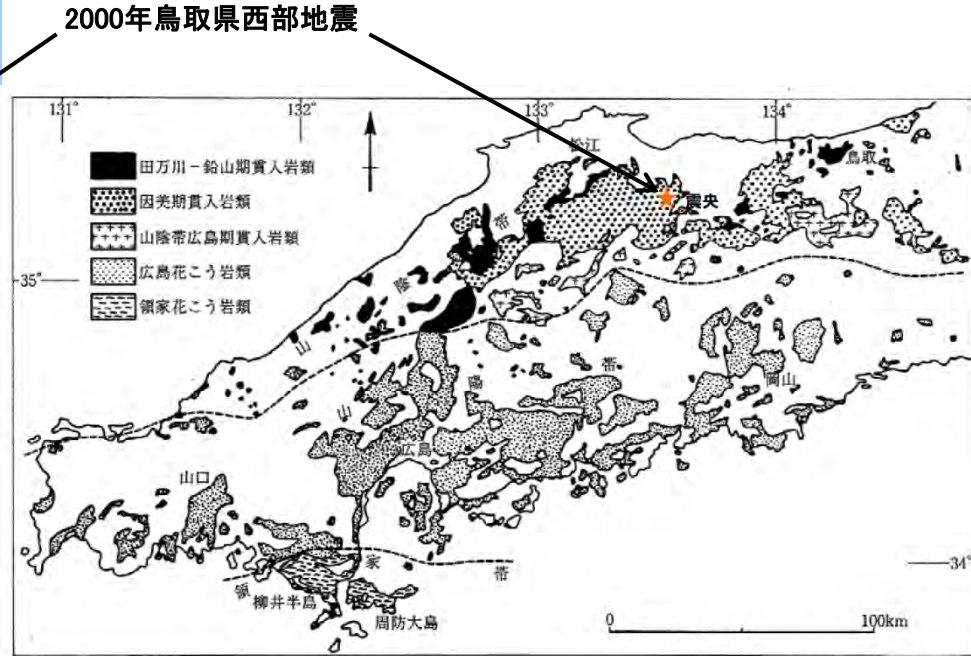 2000年鳥取県西部地震
131°
132°
133°
134°
田万川－鉛山期貫入岩類
因美期貫入岩類
山陰帯広島期貫入岩類
広島花こう岩類
領家花こう岩類
松江
鳥取
震央
35°
山陰帯
山陽帯
岡山
広島
山口
34°
領家帯
柳井半島
周防大島
0
100km